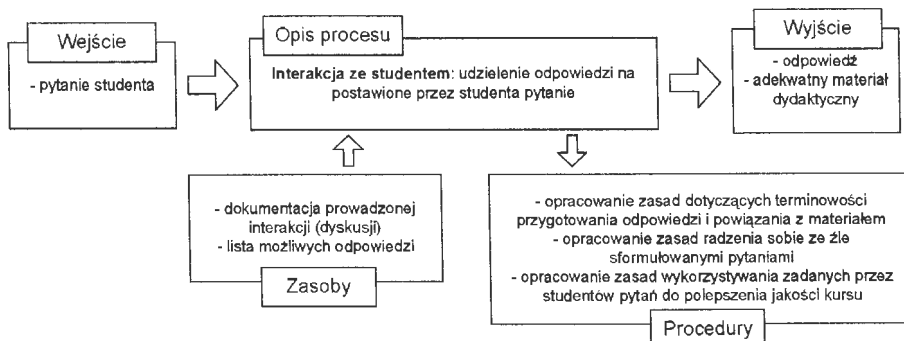 Wejście
- pytanie studenta
Opis procesu
Interakcja ze studentem: udzielenie odpowiedzi na
postawione przez studenta pytanie
Wyjście
- odpowiedź
- adekwatny materiał
dydaktyczny
- dokumentacja prowadzonej
interakcji (dyskusji)
- lista możliwych odpowiedzi
Zasoby
- opracowanie zasad dotyczących terminowości
przygotowania odpowiedzi i powiązania z materiałem
- opracowanie zasad radzenia sobie ze źle
sformułowanymi pytaniami
- opracowanie zasad wykorzystywania zadanych przez
studentów pytań do polepszenia jakości kursu
Procedury